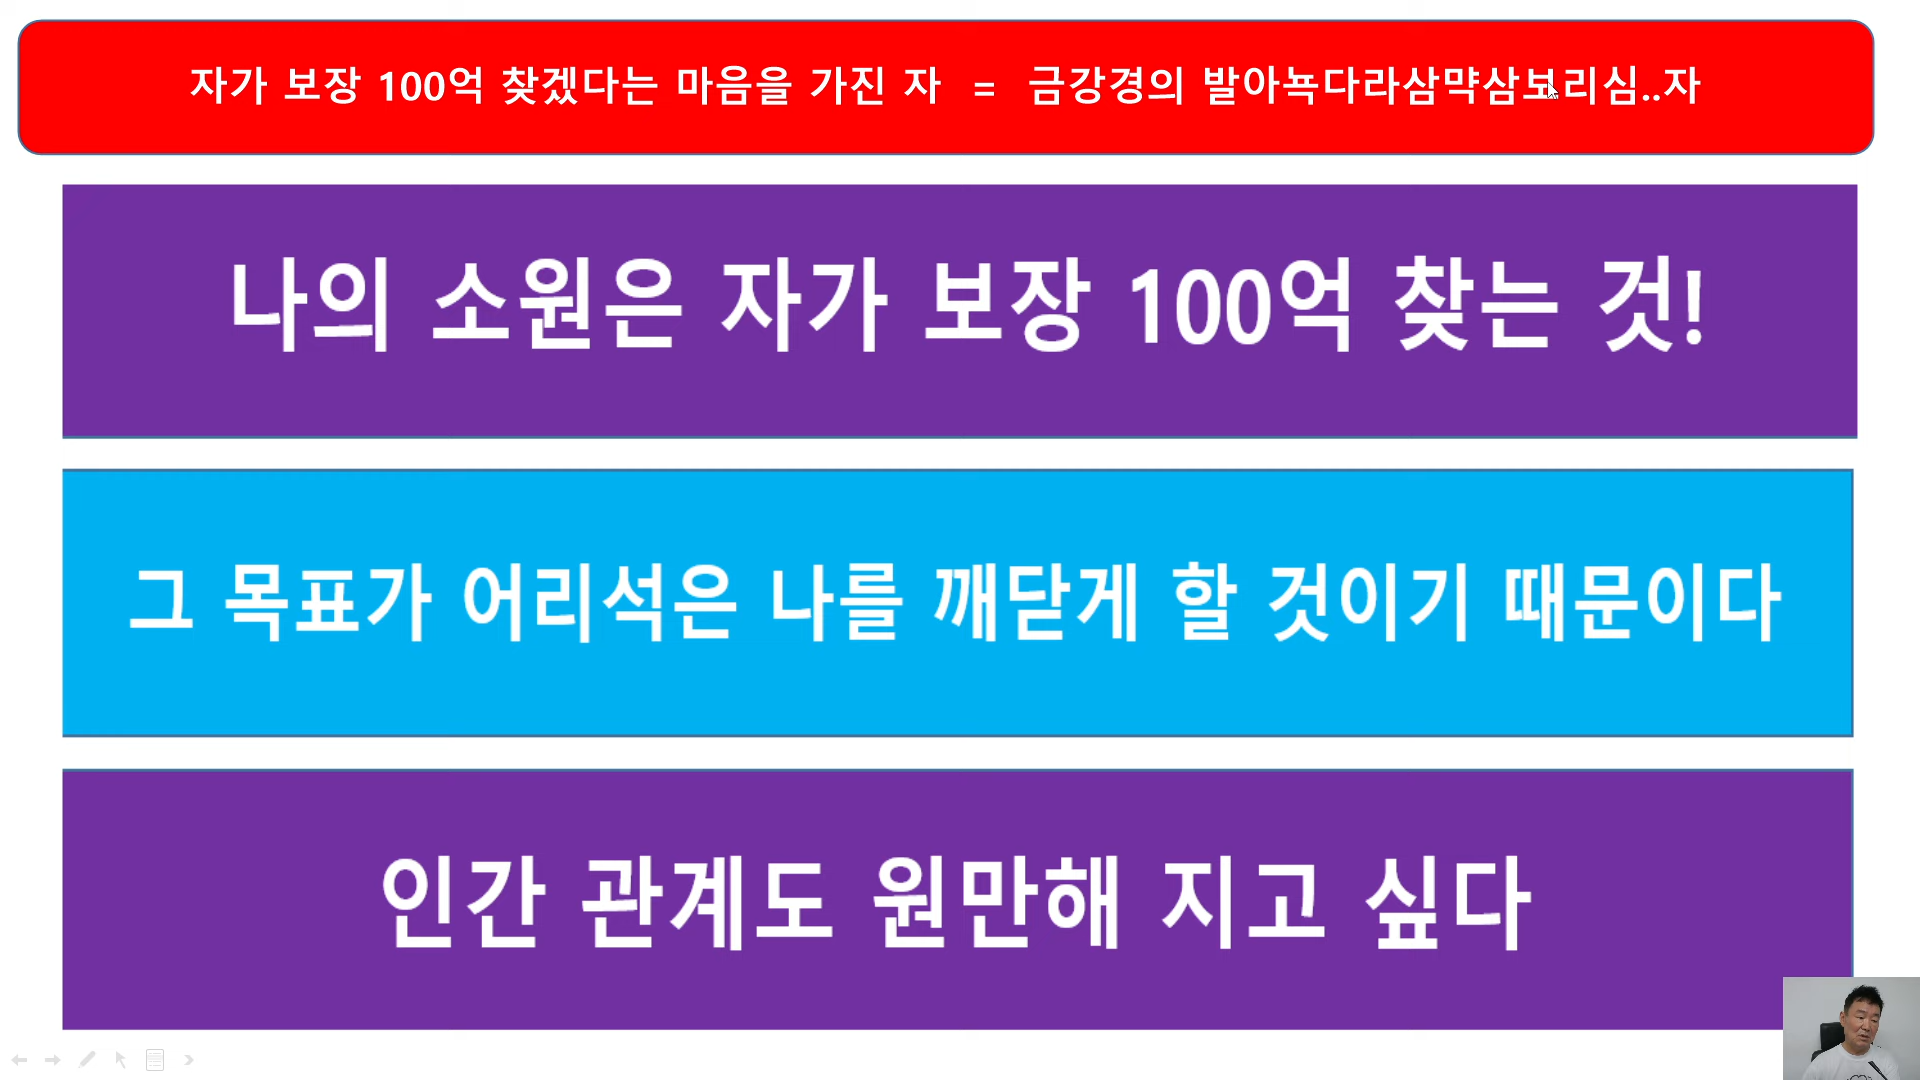 자가 보장 100억 찾겠다는 마음을 가진 자 = 금강경의 발아뇩다라삼먁삼보리심..자
나의 소원은 자가 보장 100억 찾는 것!
그 목표가 어리석은 나를 깨닫게 할 것이기 때문이다
인간 관계도 원만해 지고 싶다